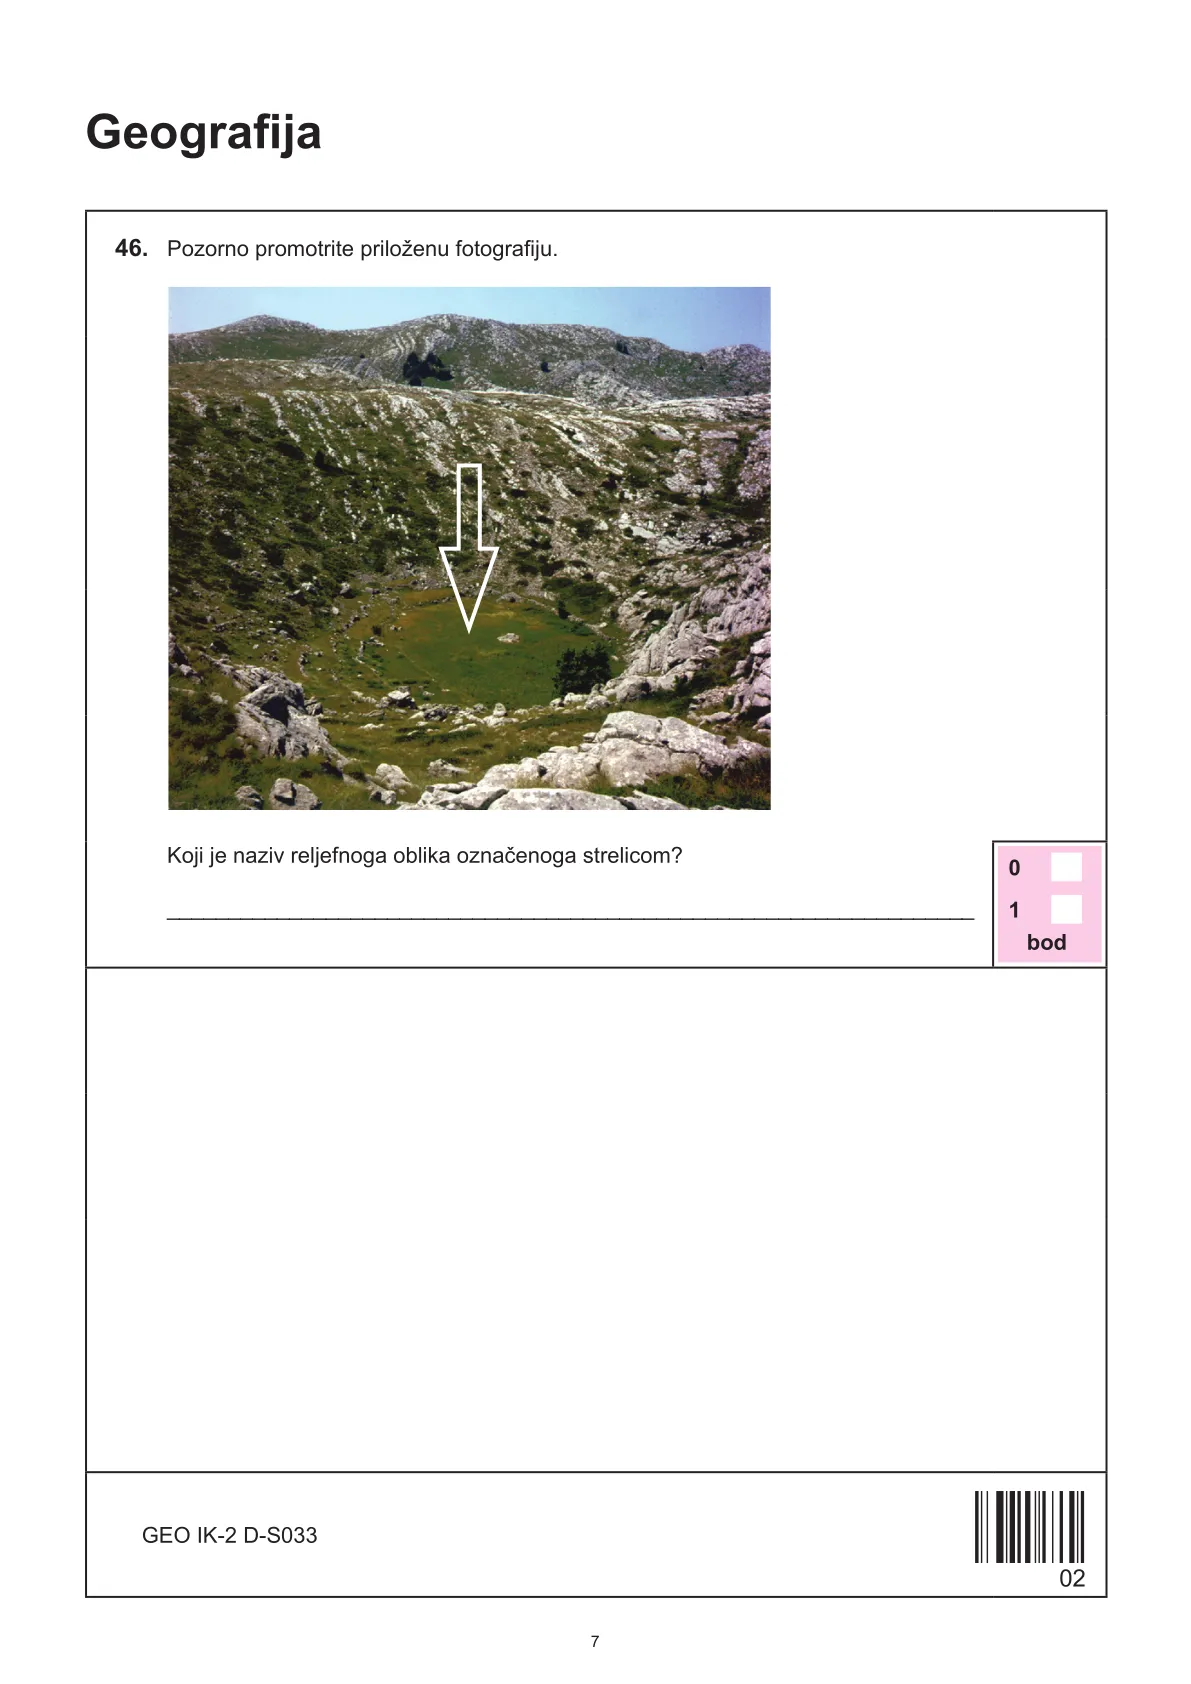 Geografija
46. Pozorno promotrite priloženu fotografiju.
Koji je naziv reljefnoga oblika označenoga strelicom?
0
1
bod
GEO IK-2 D-S033
02
7